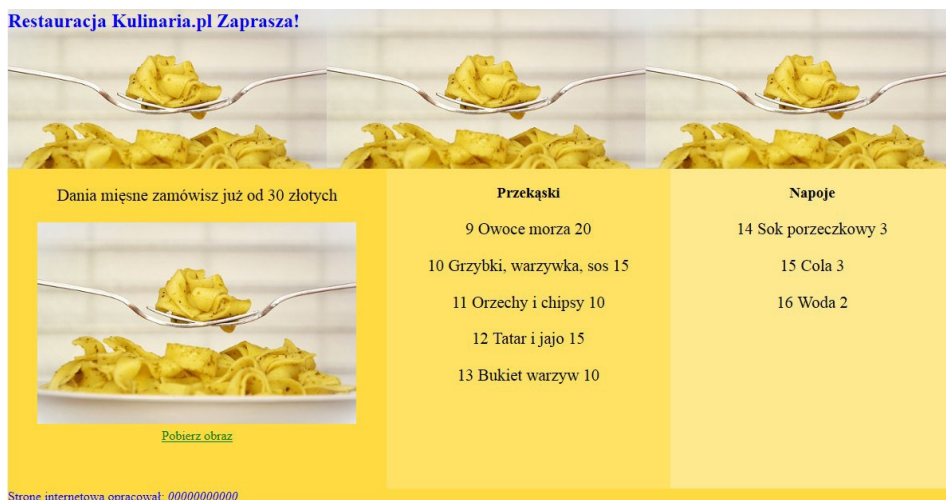 Restauracja Kulinaria.pl Zaprasza!
Dania mięsne zamówisz już od 30 złotych
Pobierz obraz
Przekąski
9 Owoce morza 20
10 Grzybki, warzywka, sos 15
11 Orzechy i chipsy 10
12 Tatar i jajo 15
13 Bukiet warzyw 10
Napoje
14 Sok porzeczkowy 3
15 Cola 3
16 Woda 2
Stronę internetową opracował: 00000000000